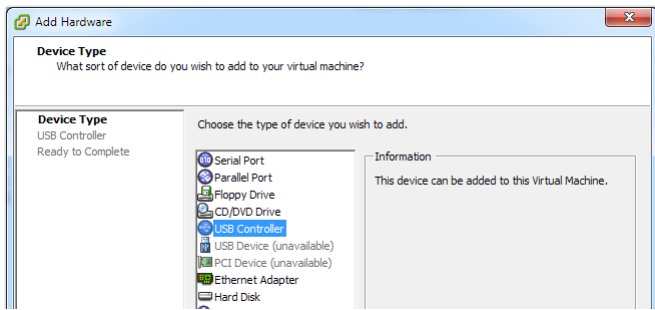 Add Hardware
Device Type
What sort of device do you wish to add to your virtual machine?
Device Type
USB Controller
Ready to Complete
Choose the type of device you wish to add.
Serial Port
Parallel Port
Floppy Drive
CD/DVD Drive
USB Controller
USB Device (unavailable)
PCI Device (unavailable)
Ethernet Adapter
Hard Disk
Information
This device can be added to this Virtual Machine.